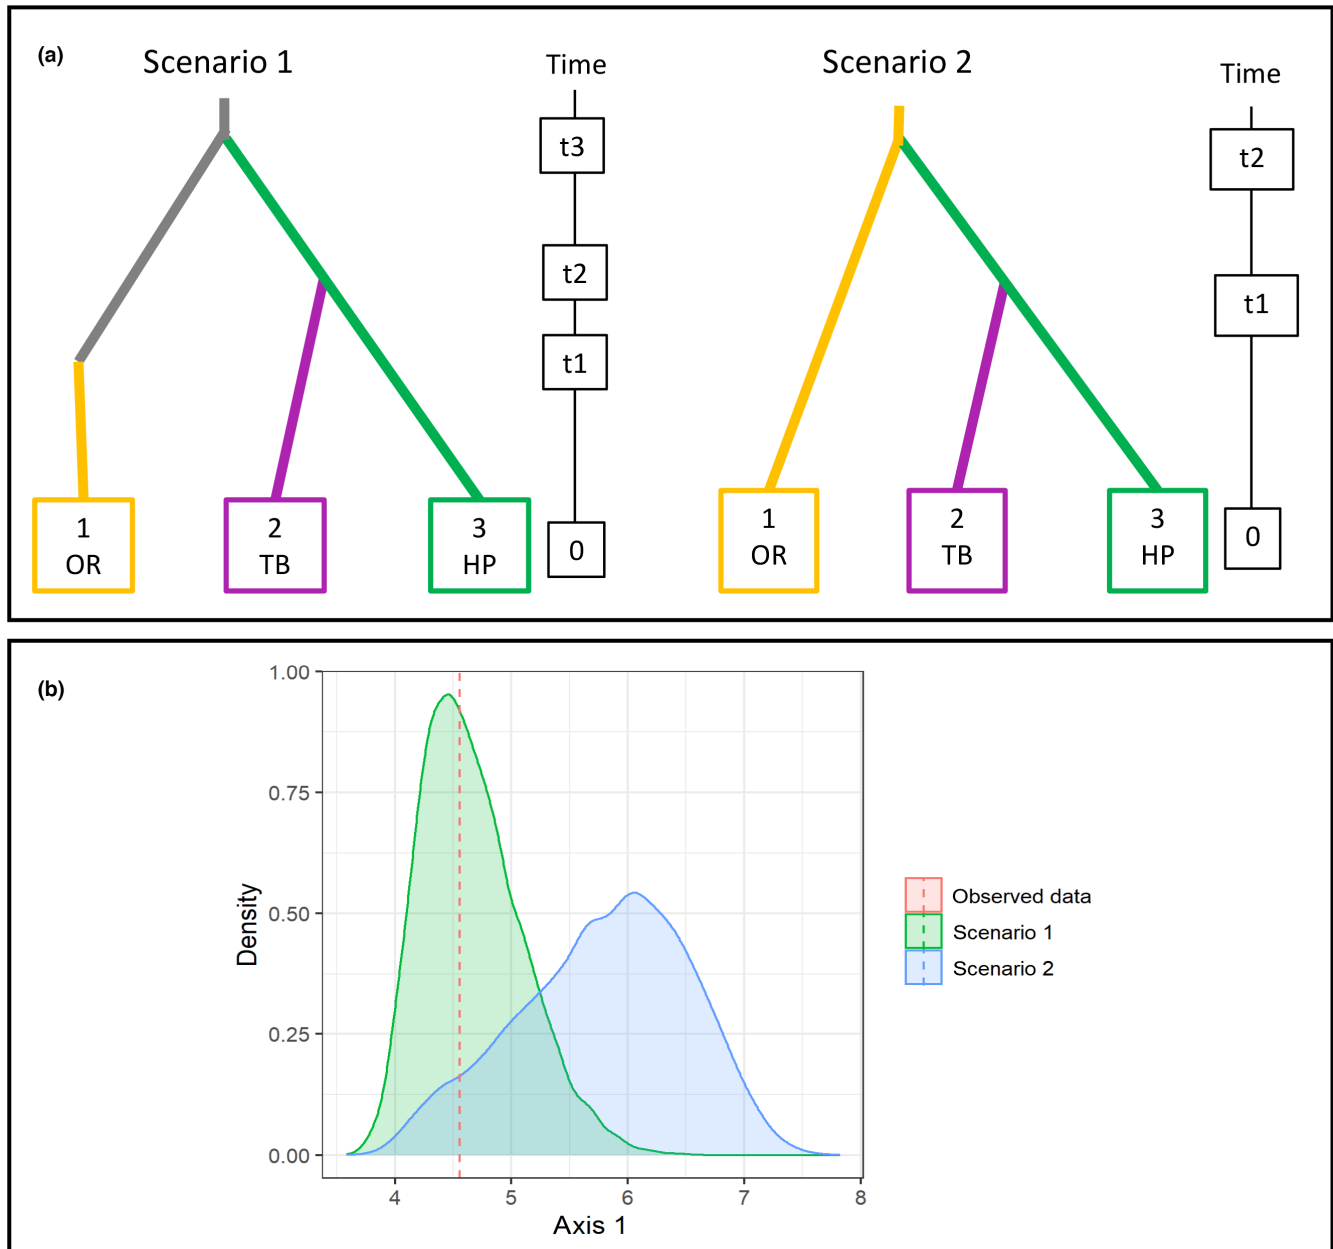 (a)
Scenario 1
Time
t3
t2
t1
0
1
OR
2
TB
3
HP
Scenario 2
Time
t2
t1
0
1
OR
2
TB
3
HP
(b)
1.00
0.75
0.50
0.25
0.00
Density
4 5 6 7 8
Axis 1
Observed data
Scenario 1
Scenario 2